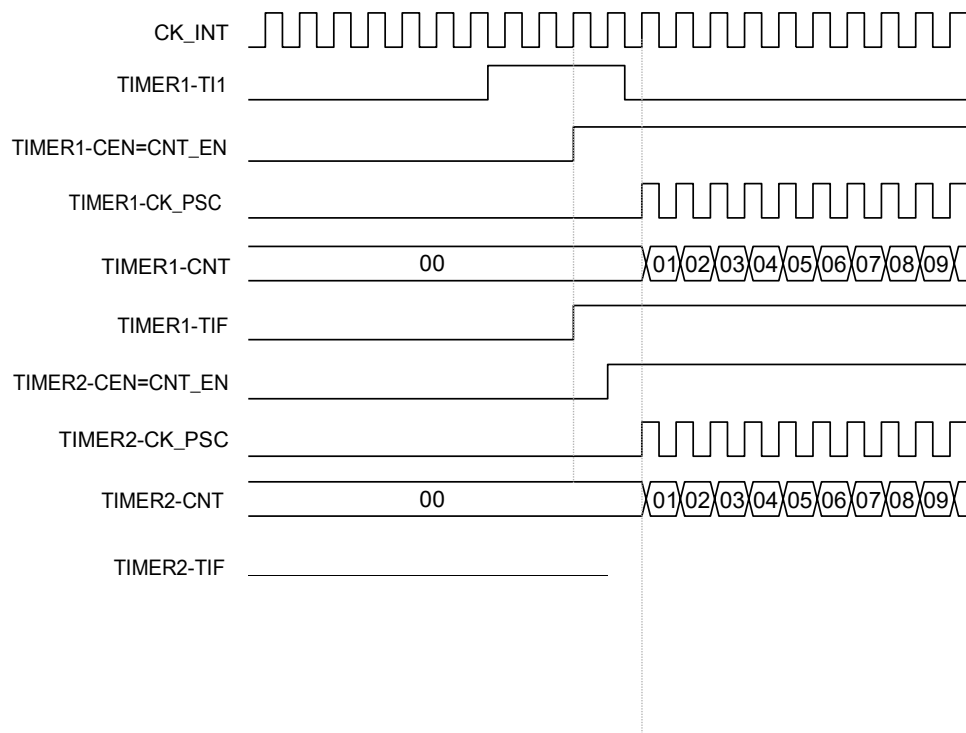 CK_INT
TIMER1-TI1
TIMER1-CEN=CNT_EN
TIMER1-CK_PSC
TIMER1-CNT 00 01 02 03 04 05 06 07 08 09
TIMER1-TIF
TIMER2-CEN=CNT_EN
TIMER2-CK_PSC
TIMER2-CNT 00 01 02 03 04 05 06 07 08 09
TIMER2-TIF